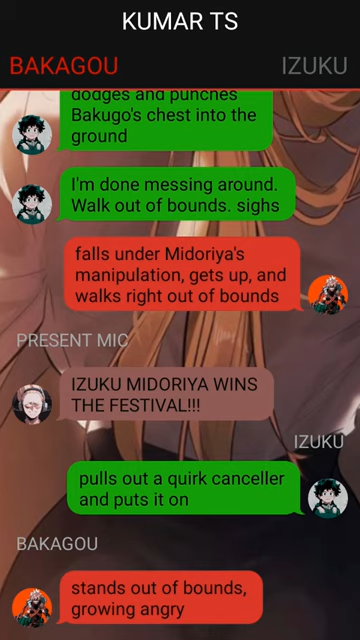 KUMAR TS
BAKAGOU
IZUKU
dodges and punches
Bakugo's chest into the
ground
I'm done messing around.
Walk out of bounds. sighs
falls under Midoriya's
manipulation, gets up, and
walks right out of bounds
PRESENT MIC
IZUKU MIDORIYA WINS
THE FESTIVAL!!!
IZUKU
pulls out a quirk canceller
and puts it on
BAKAGOU
stands out of bounds,
growing angry